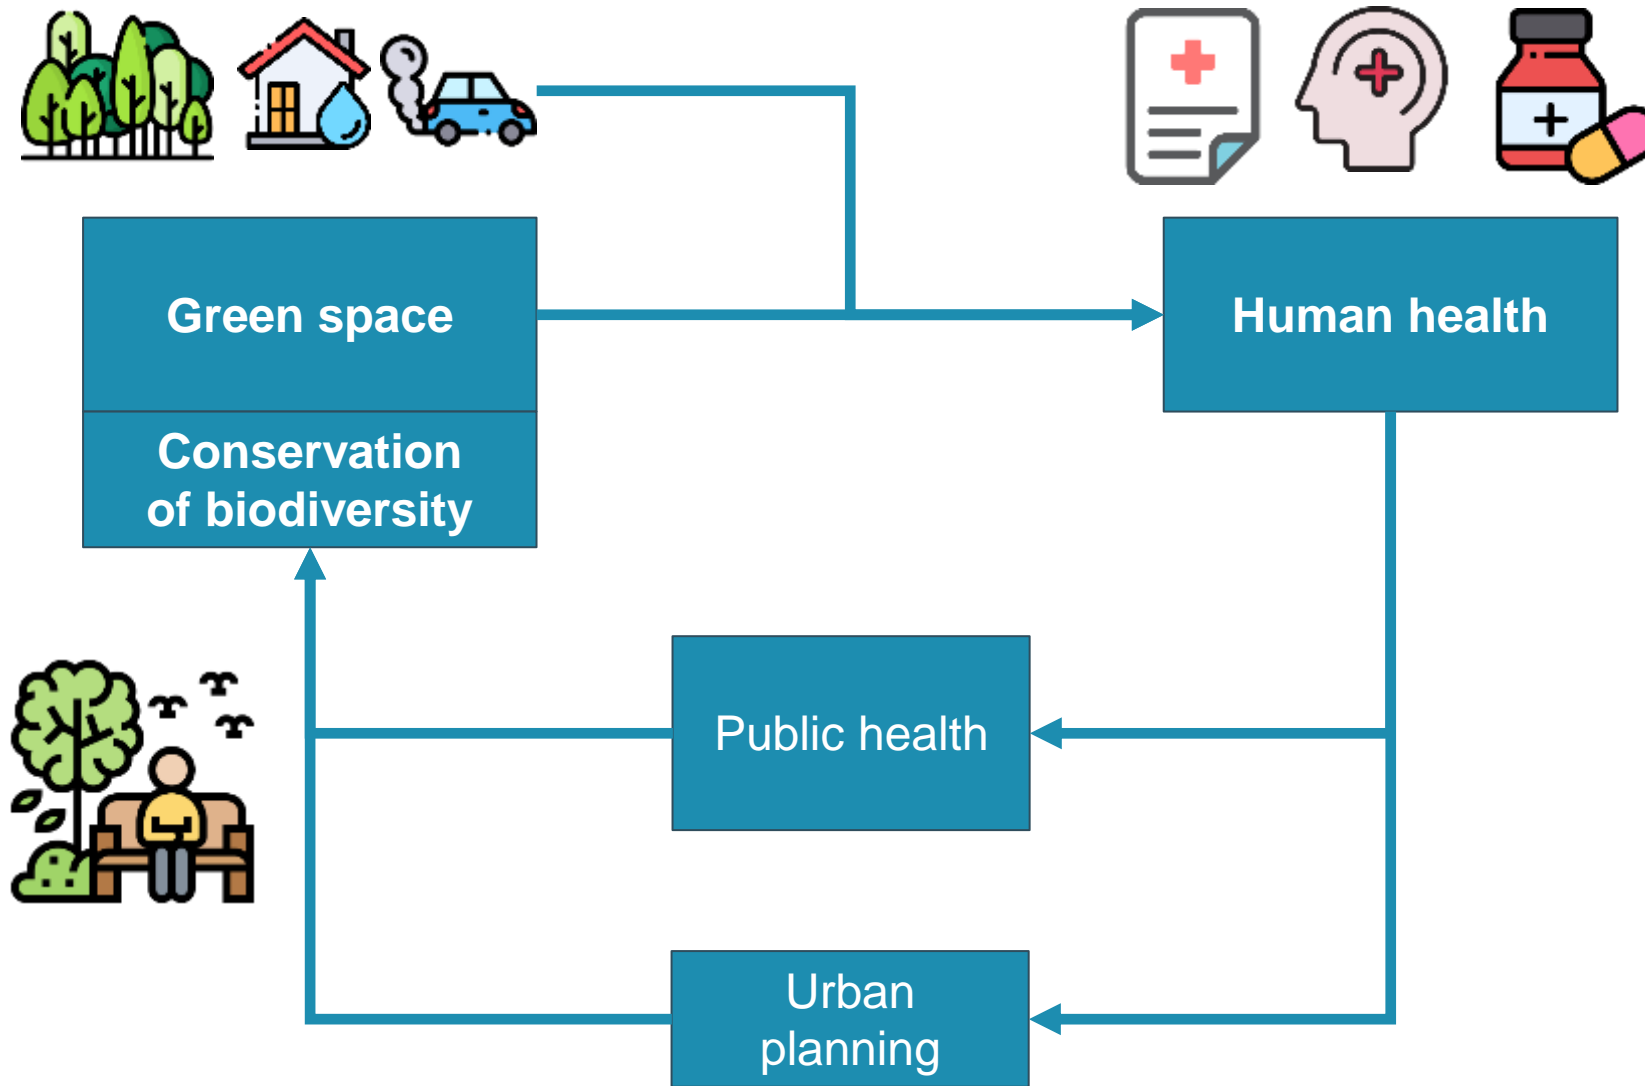 Green space
Human health
Conservation
of biodiversity
Public health
Urban
planning